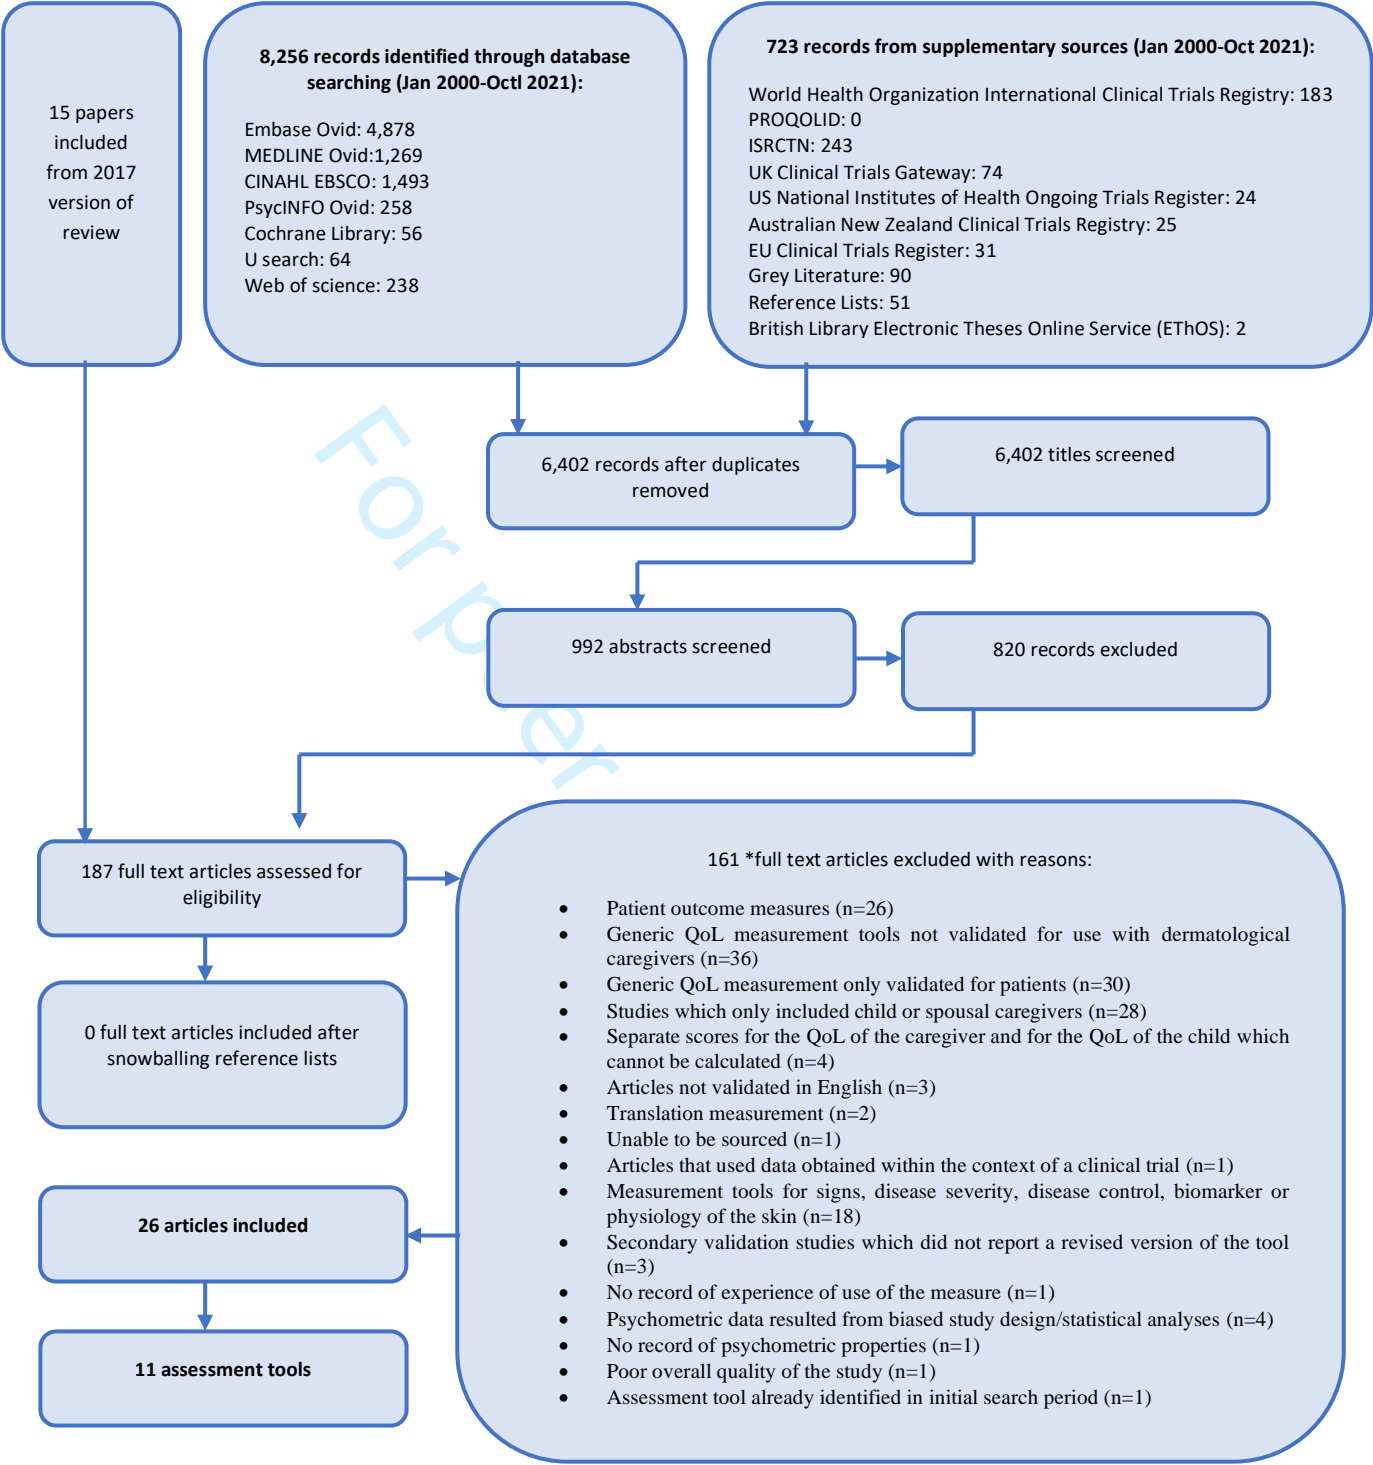 15 papers
included
from 2017
version of
review
8,256 records identified through database
searching (Jan 2000-Octl 2021):
Embase Ovid: 4,878
MEDLINE Ovid:1,269
CINAHL EBSCO: 1,493
PsycINFO Ovid: 258
Cochrane Library: 56
U search: 64
Web of science: 238
723 records from supplementary sources (Jan 2000-Oct 2021):
World Health Organization International Clinical Trials Registry: 183
PROQOLID: 0
ISRCTN: 243
UK Clinical Trials Gateway: 74
US National Institutes of Health Ongoing Trials Register: 24
Australian New Zealand Clinical Trials Registry: 25
EU Clinical Trials Register: 31
Grey Literature: 90
Reference Lists: 51
British Library Electronic Theses Online Service (EThOS): 2
6,402 records after duplicates
removed
6,402 titles screened
992 abstracts screened
820 records excluded
For peer
187 full text articles assessed for
eligibility
0 full text articles included after
snowballing reference lists
161 *full text articles excluded with reasons:
• Patient outcome measures (n=26)
• Generic QoL measurement tools not validated for use with dermatological
caregivers (n=36)
• Generic QoL measurement only validated for patients (n=30)
• Studies which only included child or spousal caregivers (n=28)
• Separate scores for the QoL of the caregiver and for the QoL of the child which
cannot be calculated (n=4)
• Articles not validated in English (n=3)
• Translation measurement (n=2)
• Unable to be sourced (n=1)
• Articles that used data obtained within the context of a clinical trial (n=1)
• Measurement tools for signs, disease severity, disease control, biomarker or
physiology of the skin (n=18)
• Secondary validation studies which did not report a revised version of the tool
(n=3)
• No record of experience of use of the measure (n=1)
• Psychometric data resulted from biased study design/statistical analyses (n=4)
• No record of psychometric properties (n=1)
• Poor overall quality of the study (n=1)
• Assessment tool already identified in initial search period (n=1)
26 articles included
11 assessment tools